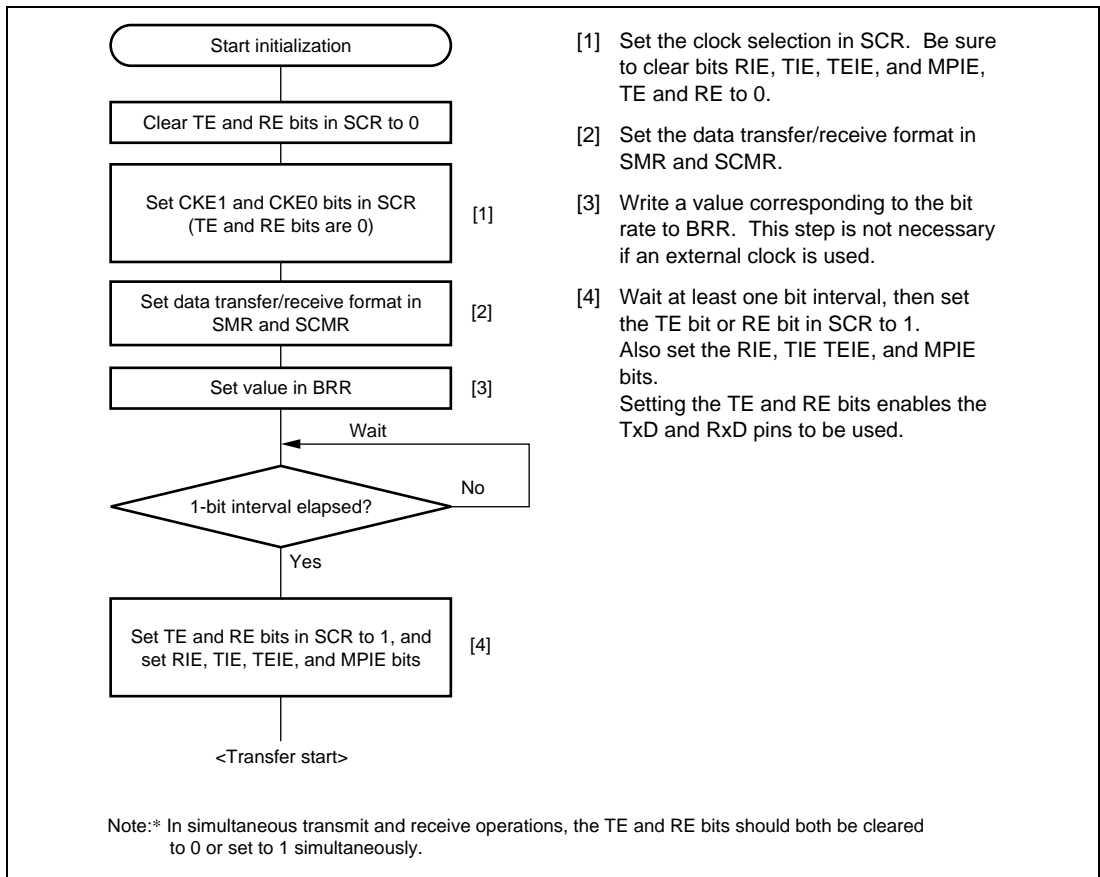 Start initialization
Clear TE and RE bits in SCR to 0
Set CKE1 and CKE0 bits in SCR
(TE and RE bits are 0)
[1]
Set data transfer/receive format in
SMR and SCMR
[2]
Set value in BRR
[3]
Wait
No
1-bit interval elapsed?
Yes
Set TE and RE bits in SCR to 1, and
set RIE, TIE, TEIE, and MPIE bits
[4]
<Transfer start>
[1] Set the clock selection in SCR. Be sure
to clear bits RIE, TIE, TEIE, and MPIE,
TE and RE to 0.
[2] Set the data transfer/receive format in
SMR and SCMR.
[3] Write a value corresponding to the bit
rate to BRR. This step is not necessary
if an external clock is used.
[4] Wait at least one bit interval, then set
the TE bit or RE bit in SCR to 1.
Also set the RIE, TIE TEIE, and MPIE
bits.
Setting the TE and RE bits enables the
TxD and RxD pins to be used.
Note:* In simultaneous transmit and receive operations, the TE and RE bits should both be cleared
to 0 or set to 1 simultaneously.